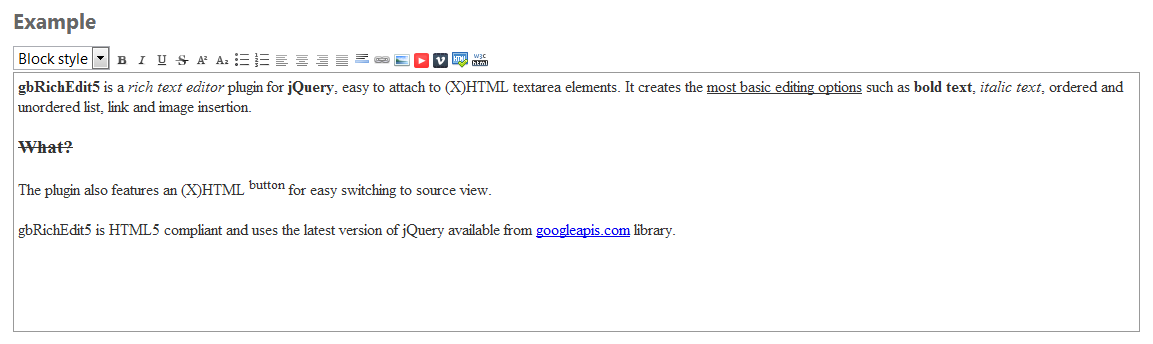 Example
Block style B I U S A² A₂ W3C html
gbRichEdit5 is a rich text editor plugin for jQuery, easy to attach to (X)HTML textarea elements. It creates the most basic editing options such as bold text, italic text, ordered and
unordered list, link and image insertion.
What?
The plugin also features an (X)HTML button for easy switching to source view.
gbRichEdit5 is HTML5 compliant and uses the latest version of jQuery available from googleapis.com library.